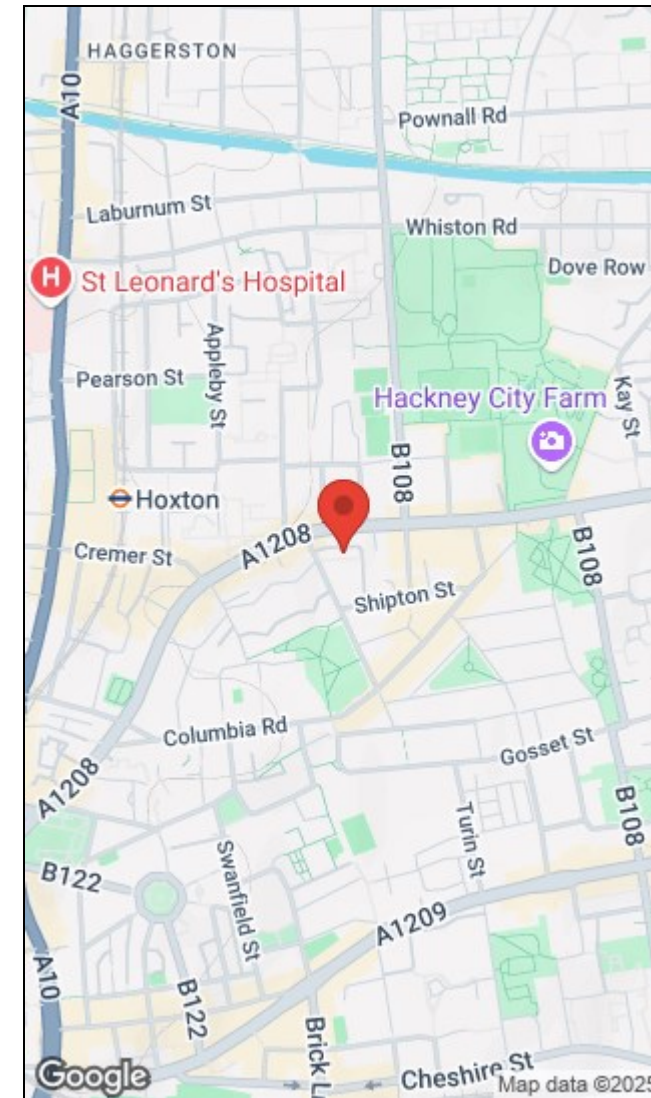 HAGGERSTON
A10
Pownall Rd
Laburnum St
Whiston Rd
Dove Row
H
St Leonard's Hospital
Appleby St
Pearson St
Kay St
Hackney City Farm
B108
Hoxton
A1208
Cremer St
B108
Shipton St
Columbia Rd
Gosset St
A1208
B108
Turin St
Swanfield St
B122
A1209
A10
B122
Brick L
Cheshire St
Google
Map data ©2025